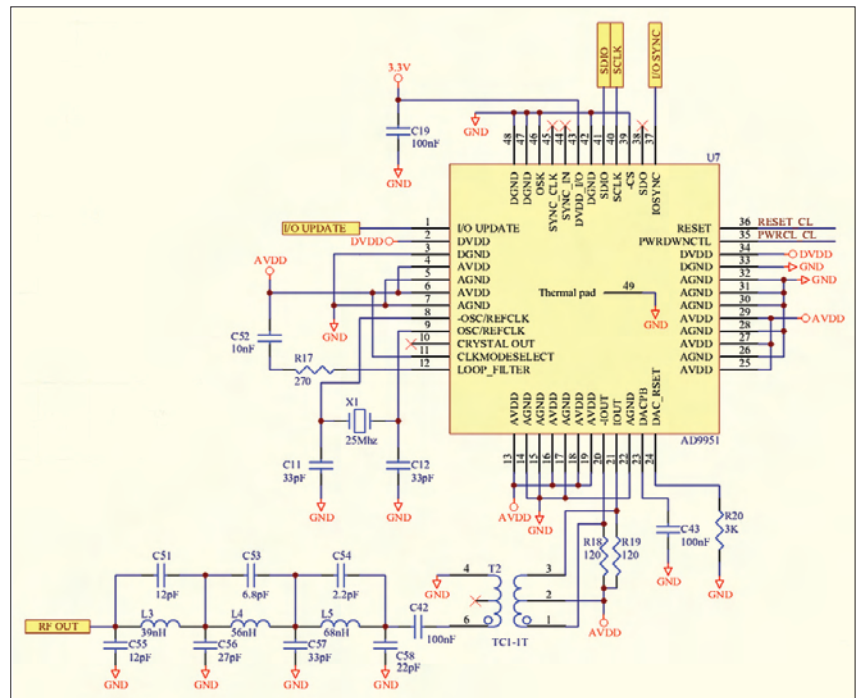 3.3V
C19
100nF
GND
GND
SDIO
SCLK
I/O SYNC
48
47
46
45
44
43
42
41
40
39
38
37
DGND
DGND
OSK
SYNC_CLK
SYNC_IN
DVDD_I/O
DGND
SDIO
SCLK
-CS
SDO
IOSYNC
U7
I/O UPDATE
1
I/O UPDATE
DVDD
2
DVDD
3
DGND
AVDD
4
AVDD
5
AGND
6
AVDD
7
AGND
8
-OSC/REFCLK
9
OSC/REFCLK
10
CRYSTAL OUT
11
CLKMODESELECT
12
LOOP_FILTER
GND
C52
10nF
R17
270
RESET
36
RESET_CL
PWRDWNCTL
35
PWRCL_CL
DVDD
34
DVDD
DGND
33
GND
AGND
32
GND
AGND
31
AGND
30
AVDD
29
AVDD
AGND
28
AVDD
27
AGND
26
AVDD
25
Thermal pad
49
GND
X1
25Mhz
C11
33pF
GND
C12
33pF
GND
AVDD
AGND
AGND
AVDD
AGND
AVDD
AVDD
-IOUT
IOUT
AGND
DACPB
DAC_RSET
AD9951
13
14
15
16
17
18
19
20
21
22
23
24
AVDD
GND
R18
120
R19
120
C43
100nF
GND
R20
3K
GND
C51
12pF
C53
6.8pF
C54
2.2pF
GND
4
T2
3
2
6
1
TC1-1T
AVDD
RF OUT
L3
39nH
L4
56nH
L5
68nH
C42
100nF
C55
12pF
GND
C56
27pF
GND
C57
33pF
GND
C58
22pF
GND